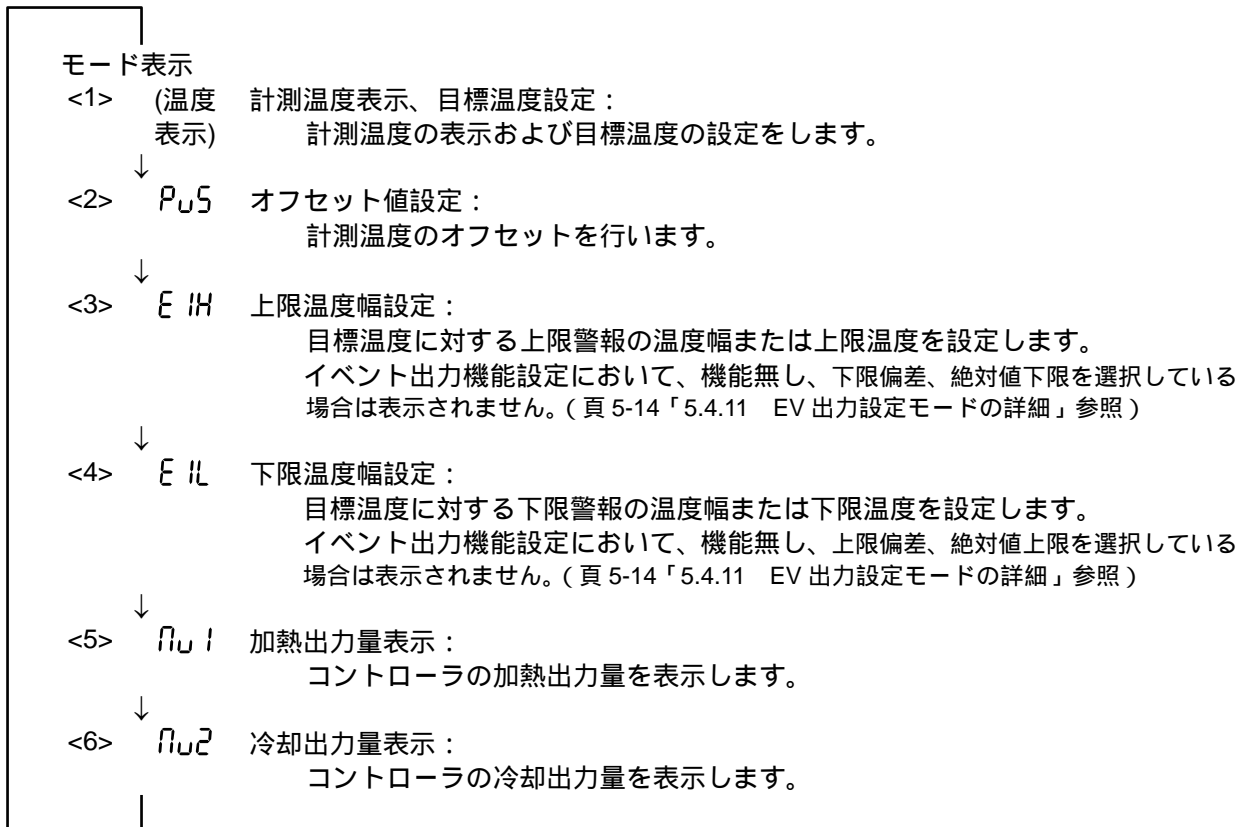 モード表示
<1> (温度 計測温度表示、目標温度設定：
表示) 計測温度の表示および目標温度の設定をします。
↓
<2> PuS オフセット値設定：
計測温度のオフセットを行います。
↓
<3> E1H 上限温度幅設定：
目標温度に対する上限警報の温度幅または上限温度を設定します。
イベント出力機能設定において、機能無し、下限偏差、絶対値下限を選択している
場合は表示されません。（頁 5-14「5.4.11 EV 出力設定モードの詳細」参照）
↓
<4> E1L 下限温度幅設定：
目標温度に対する下限警報の温度幅または下限温度を設定します。
イベント出力機能設定において、機能無し、上限偏差、絶対値上限を選択している
場合は表示されません。（頁 5-14「5.4.11 EV 出力設定モードの詳細」参照）
↓
<5> Mu1 加熱出力量表示：
コントローラの加熱出力量を表示します。
↓
<6> Mu2 冷却出力量表示：
コントローラの冷却出力量を表示します。